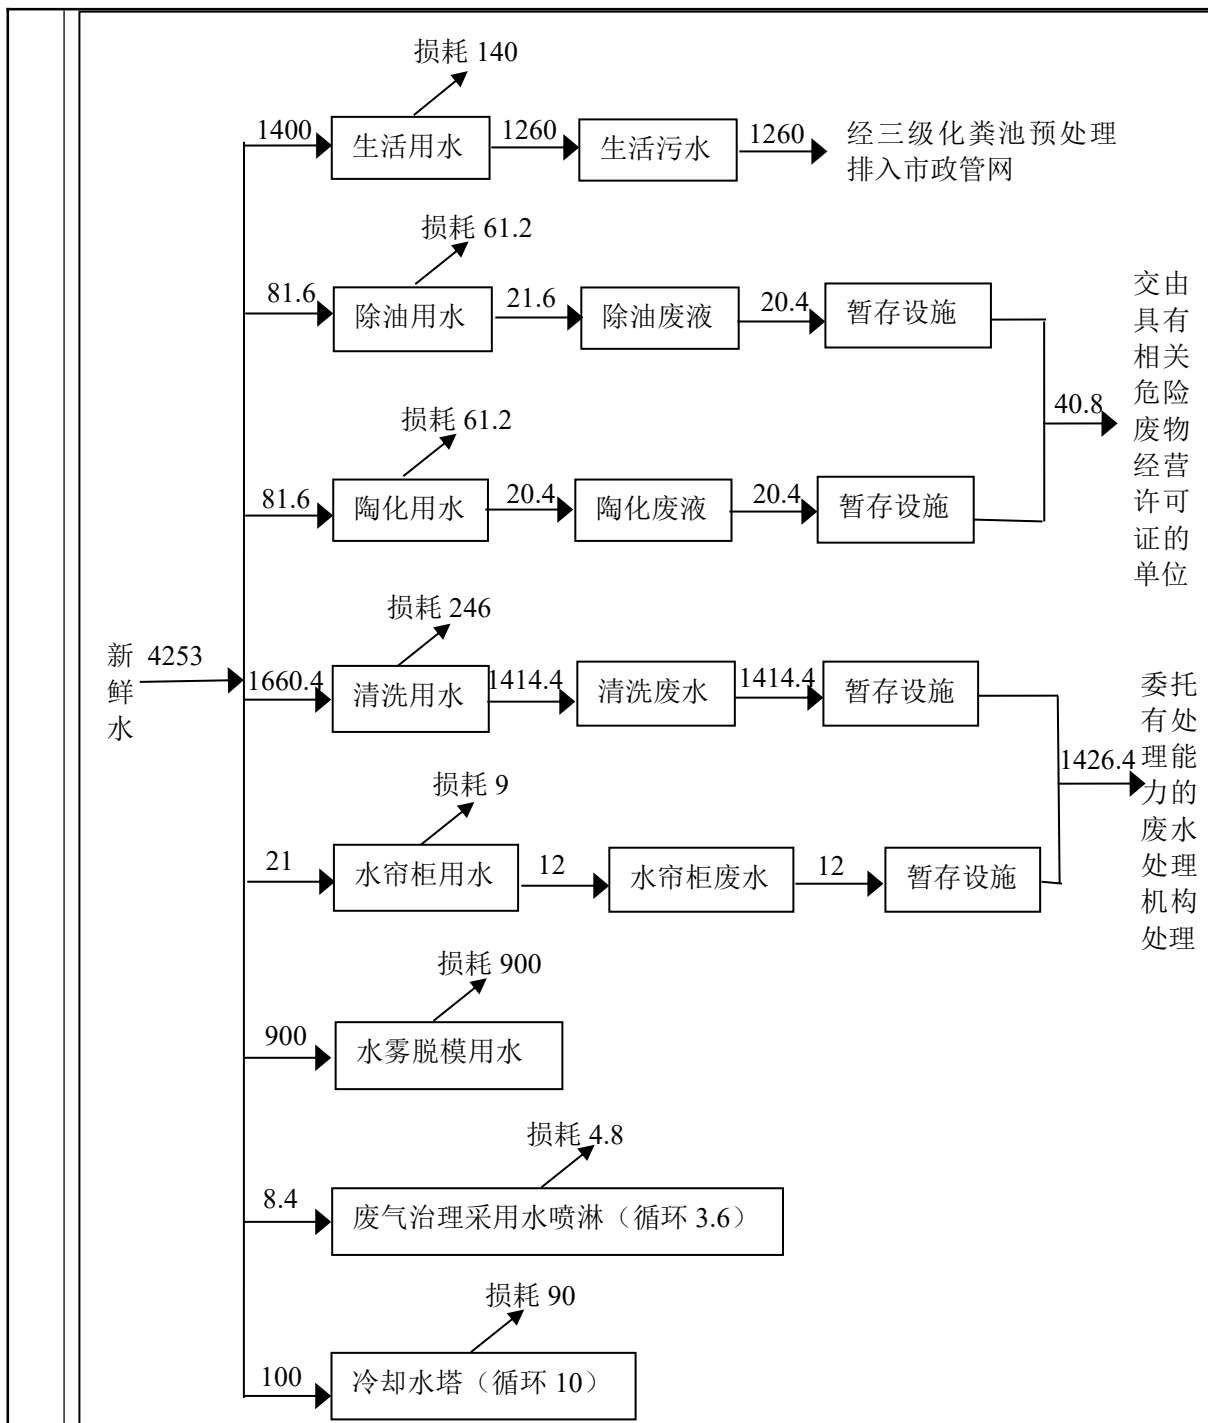 损耗 140
1400
生活用水
1260
生活污水
1260
经三级化粪池预处理
排入市政管网
损耗 61.2
81.6
除油用水
21.6
除油废液
20.4
暂存设施
损耗 61.2
81.6
陶化用水
20.4
陶化废液
20.4
暂存设施
40.8
交由
具有
相关
危险
废物
经营
许可
证的
单位
新
鲜
水
4253
损耗 246
1660.4
清洗用水
1414.4
清洗废水
1414.4
暂存设施
损耗 9
21
水帘柜用水
12
水帘柜废水
12
暂存设施
1426.4
委托
有处
理能
力的
废水
处理
机构
处理
损耗 900
900
水雾脱模用水
损耗 4.8
8.4
废气治理采用水喷淋（循环 3.6）
损耗 90
100
冷却水塔（循环 10）